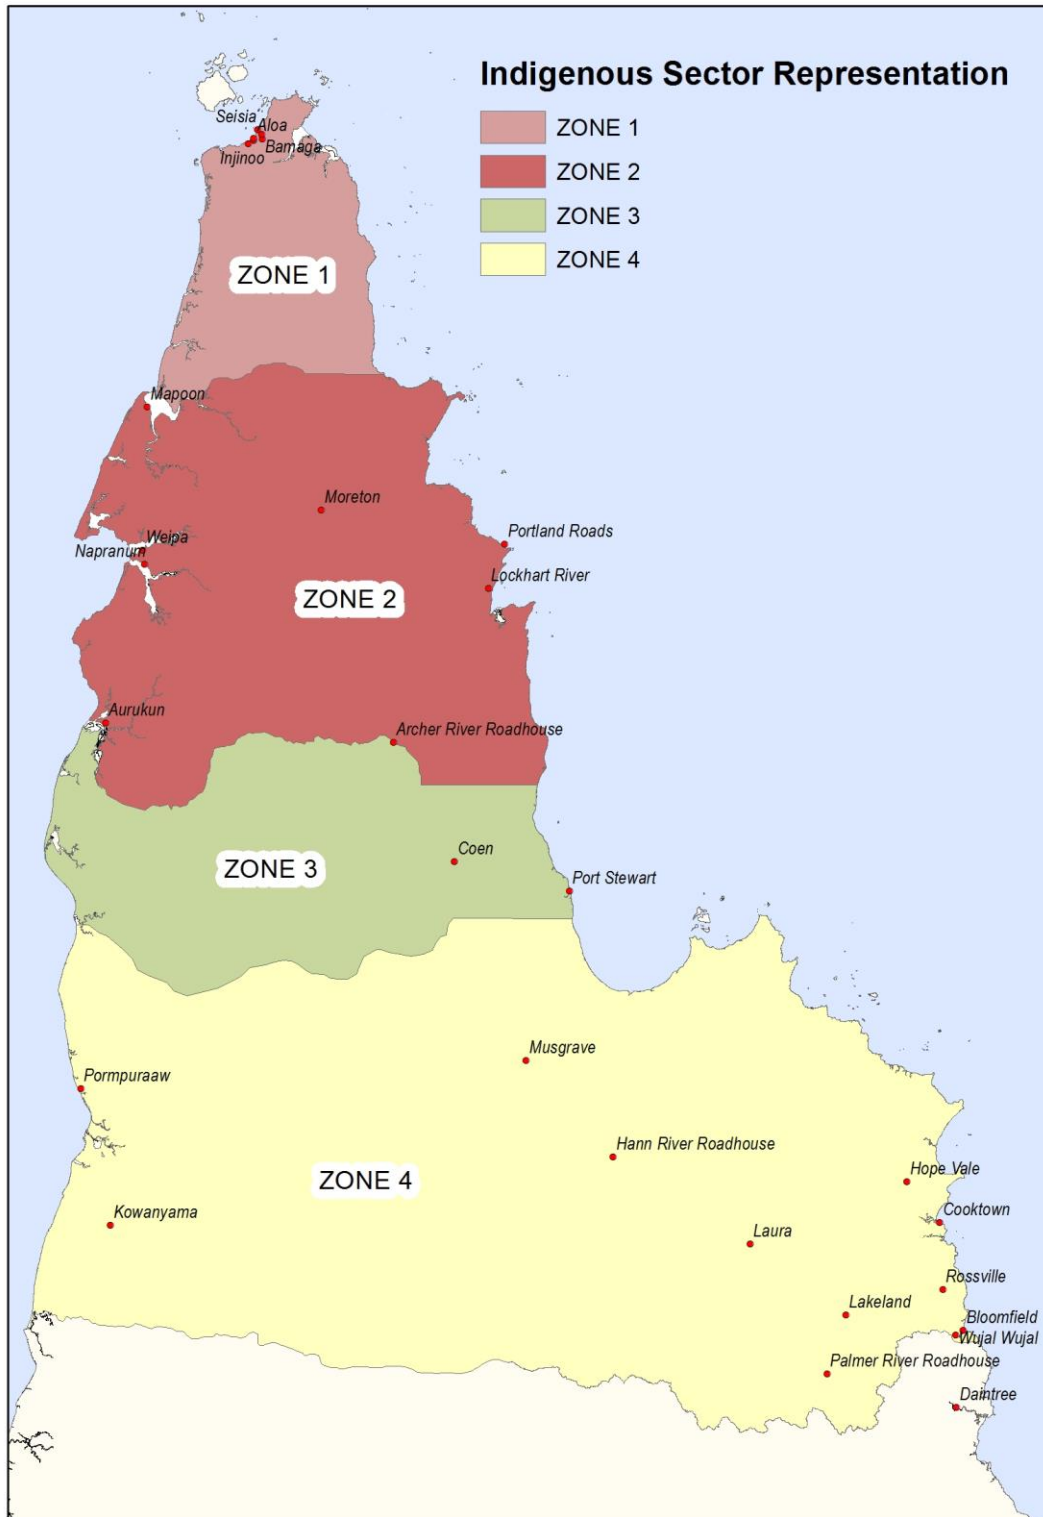 Indigenous Sector Representation
ZONE 1
ZONE 2
ZONE 3
ZONE 4
Seisia
Aloa
Bamaga
Injinoo
ZONE 1
Mapoon
Moreton
Portland Roads
Weipa
Napranum
Lockhart River
ZONE 2
Aurukun
Archer River Roadhouse
Coen
ZONE 3
Port Stewart
Musgrave
Pormpuraaw
Hann River Roadhouse
ZONE 4
Hope Vale
Kowanyama
Cooktown
Laura
Rossville
Lakeland
Bloomfield
Wujal Wujal
Palmer River Roadhouse
Daintree